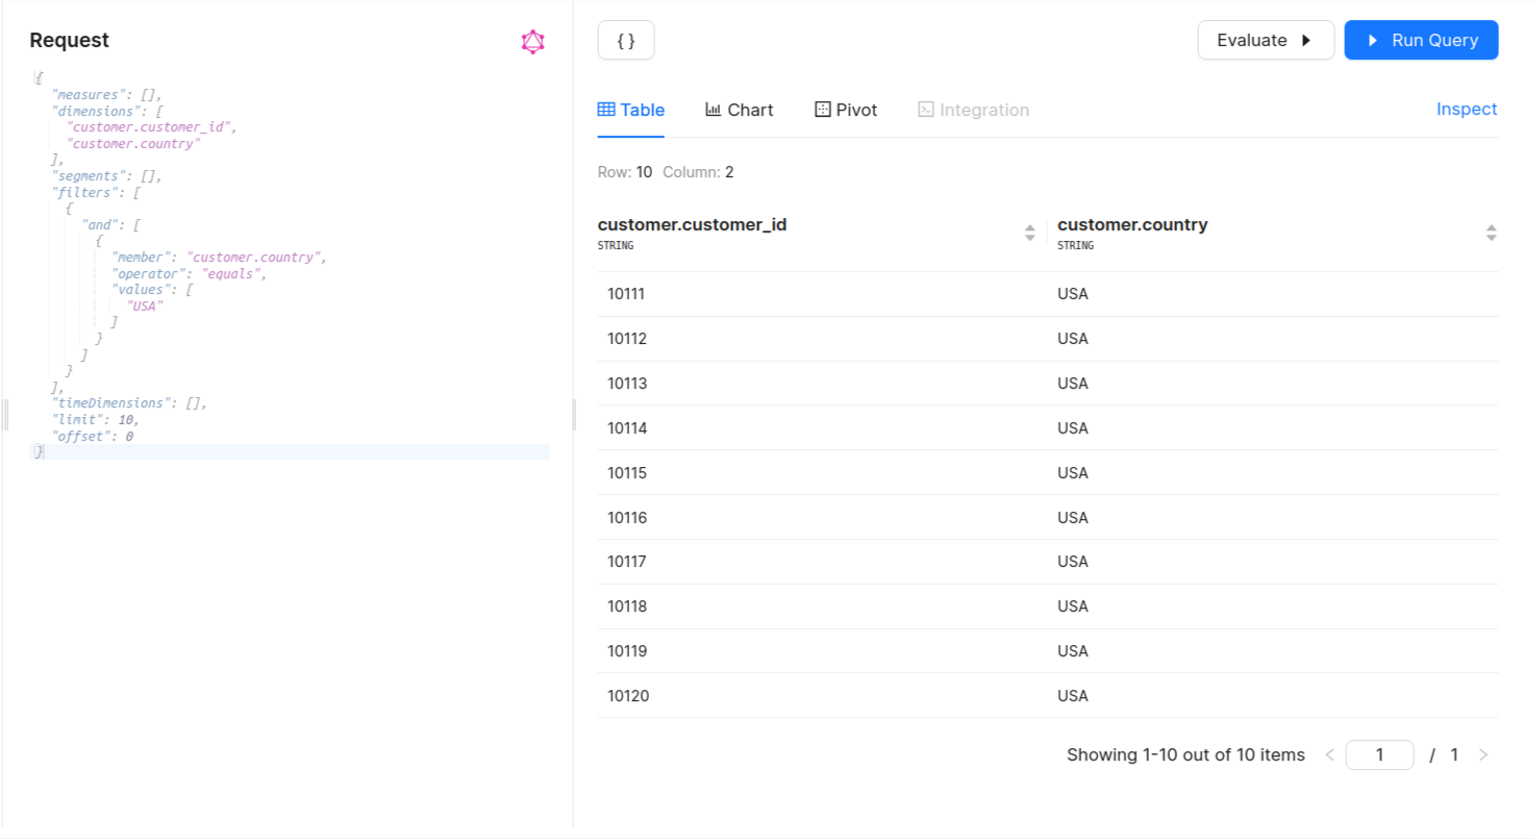 Request
{
"measures": [],
"dimensions": [
"customer.customer_id",
"customer.country"
],
"segments": [],
"filters": [
{
"and": [
{
"member": "customer.country",
"operator": "equals",
"values": [
"USA"
]
}
]
}
],
"timeDimensions": [],
"limit": 10,
"offset": 0
}
{ } Evaluate Run Query
Table Chart Pivot Integration Inspect
Row: 10 Column: 2
customer.customer_id customer.country
STRING STRING
10111 USA
10112 USA
10113 USA
10114 USA
10115 USA
10116 USA
10117 USA
10118 USA
10119 USA
10120 USA
Showing 1-10 out of 10 items < 1 / 1 >